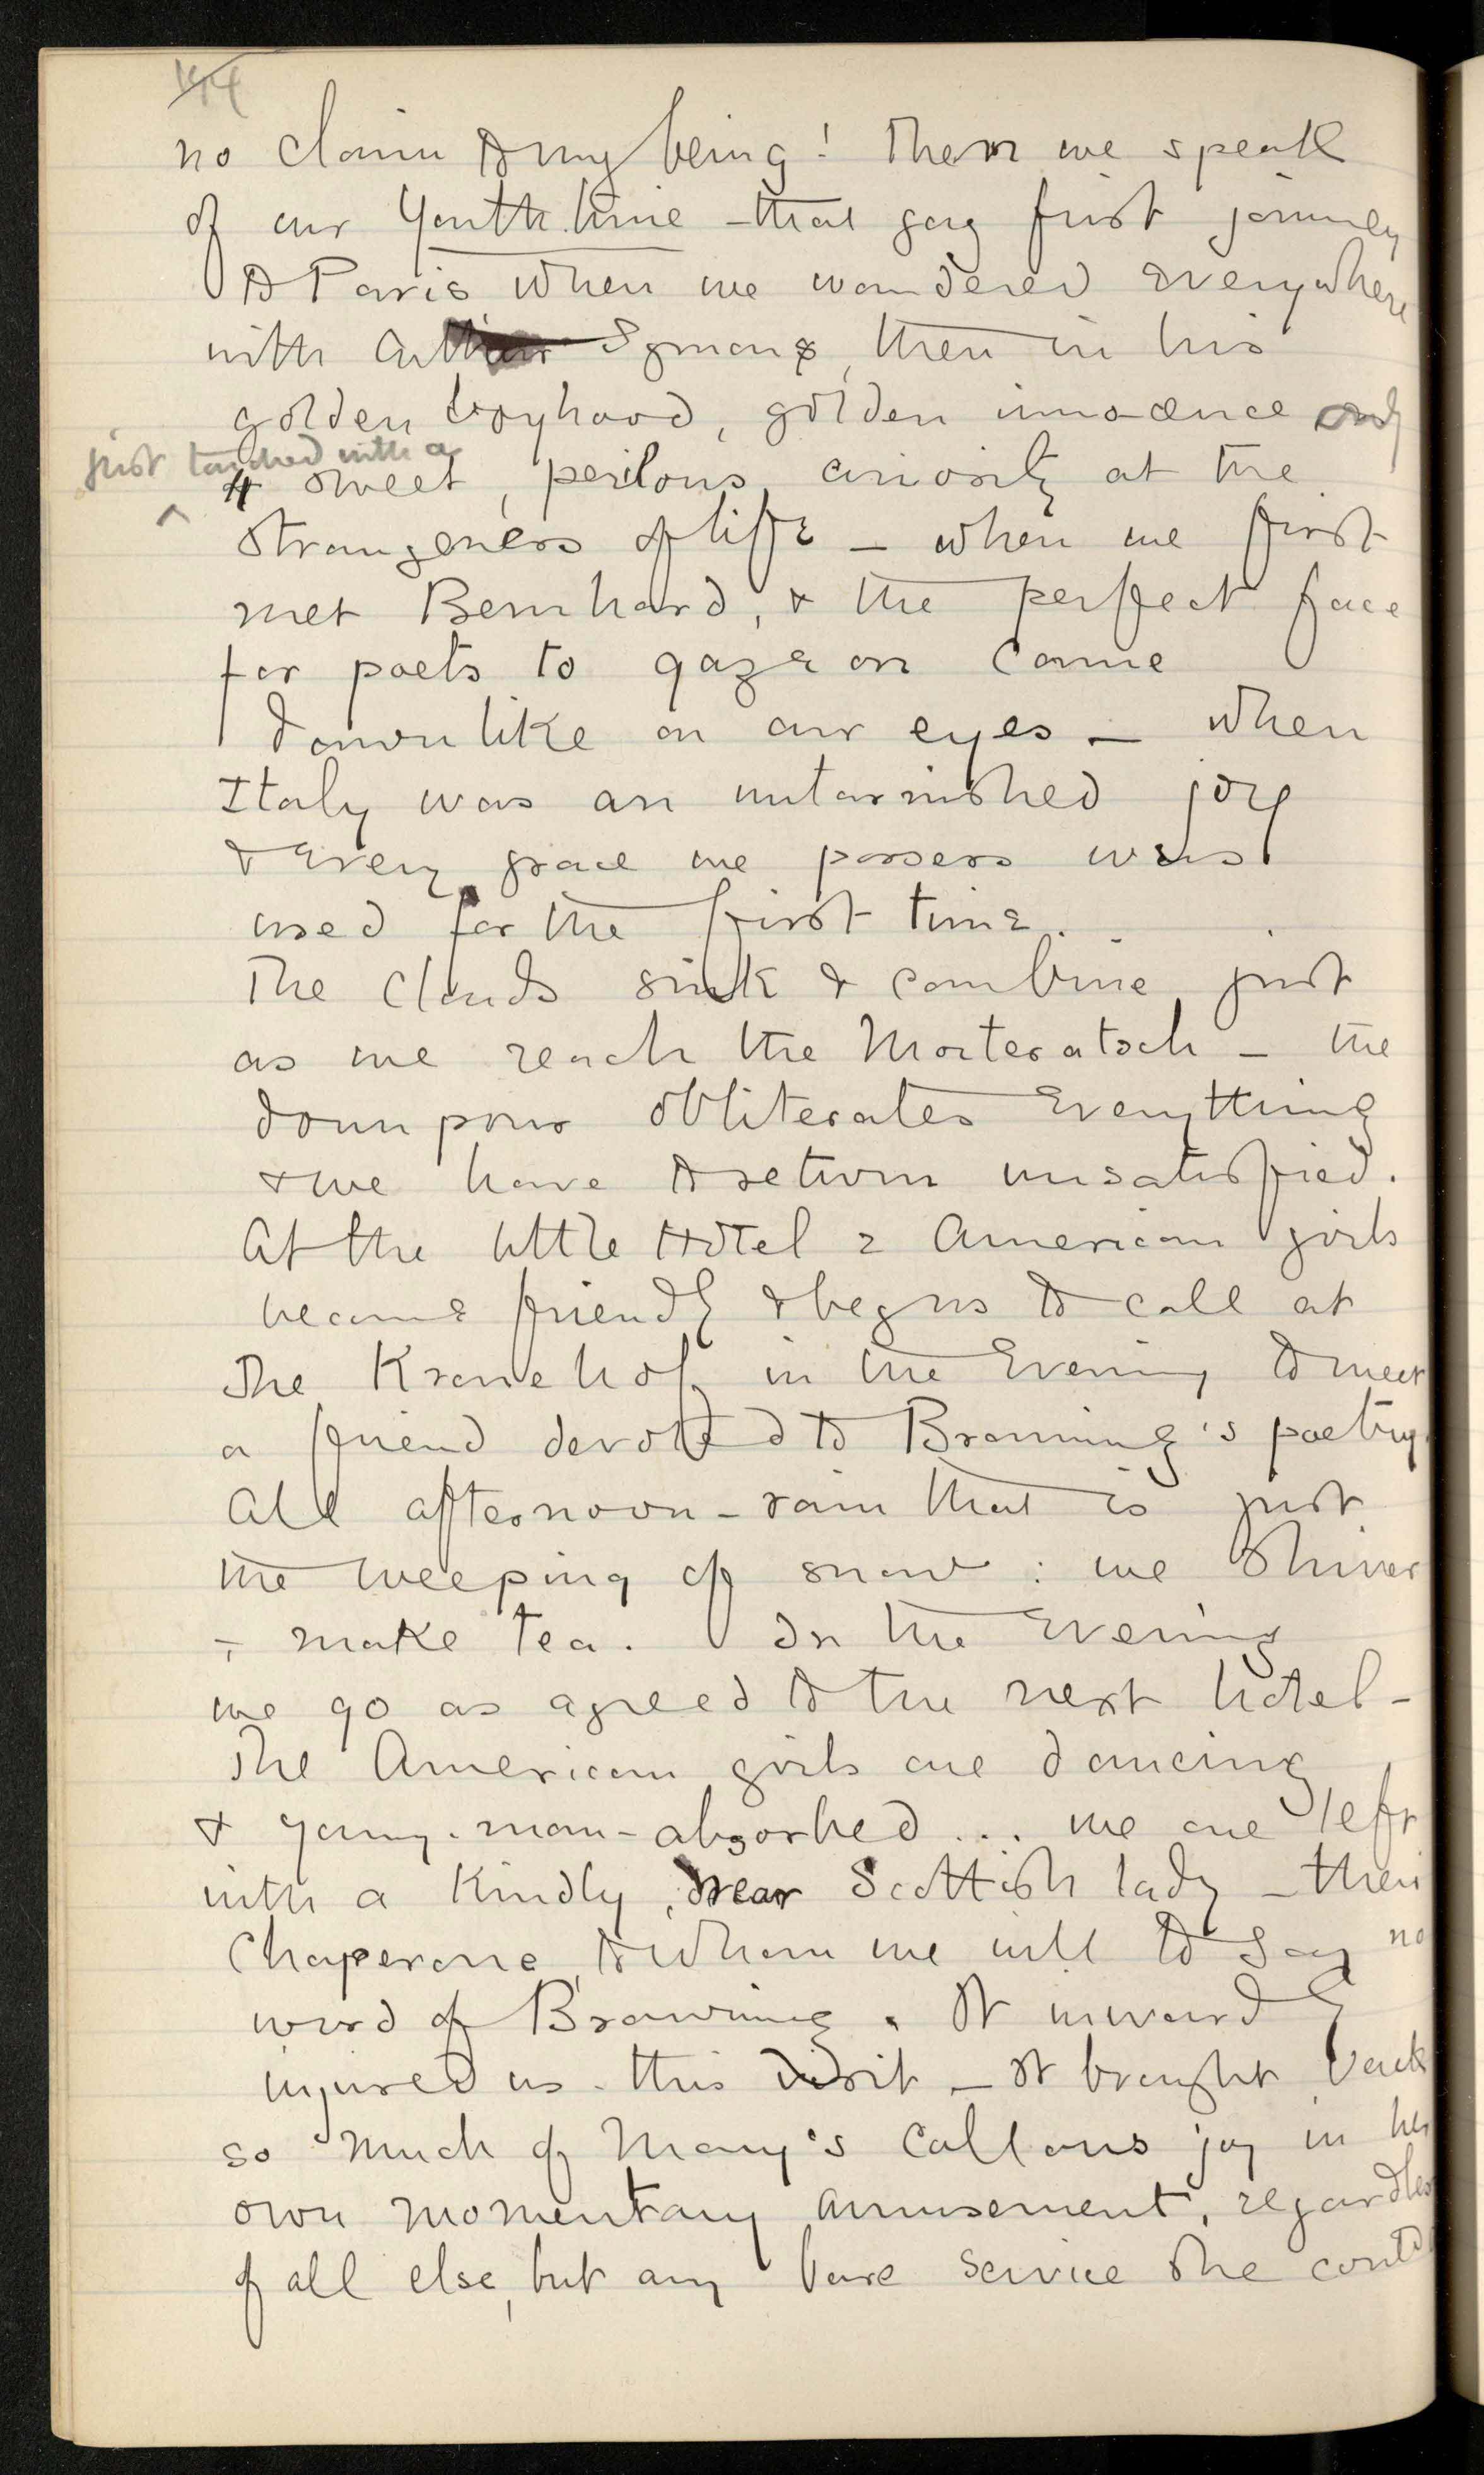 no claim to my being! Then we speak
of our Youth-time – that gay first journey
to Paris when we wandered everywhere
with Arthur Symons, then in his
golden boyhood, golden innocence only
just touched with a
sweet, perilous, curiosity at the
strangeness of life – when we first
met Bernhard, & the perfect face
for poets to gaze on came
dawn like on our eyes – when
Italy was an untarnished joy
& every grace we possess was
used for the first time.
The clouds sink & combine just
as we reach the Morteratsch – the
downpour obliterates everything
& we have to return unsatisfied.
At the little Hotel 2 American girls
become friendly & beg us to call at
the Kronehof in the Evening to meet
a friend devoted to Browning's poetry.
All afternoon – rain that is just
the weeping of snow : we shiver
+ make tea. In the Evening
we go as agreed to the next hotel –
The American girls are dancing
& young-man-absorbed ... we are left
with a kindly, drear Scottish lady – their
Chaperone, to whom we will to say no
word of Browning. It inwardly
injured us – this visit – it brought back
so much of Mary's callous joy in her
own momentary amusement, regardless
of all else, but any base service she could